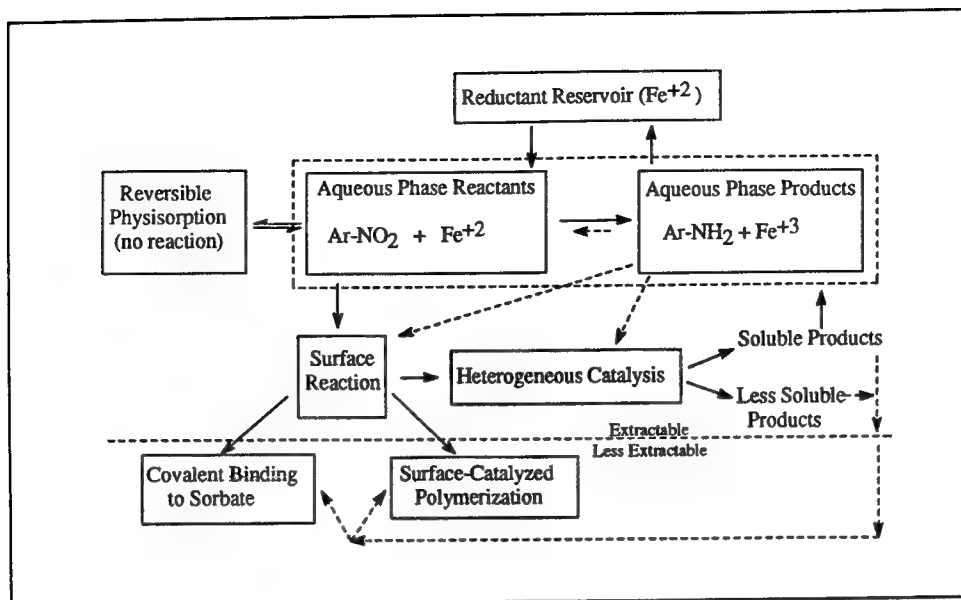 Reductant Reservoir (Fe+2)
Reversible
Physisorption
(no reaction)
Aqueous Phase Reactants
Ar-NO2 + Fe+2
Aqueous Phase Products
Ar-NH2 + Fe+3
Surface
Reaction
Heterogeneous Catalysis
Soluble Products
Less Soluble
Products
Extractable
Less Extractable
Covalent Binding
to Sorbate
Surface-Catalyzed
Polymerization